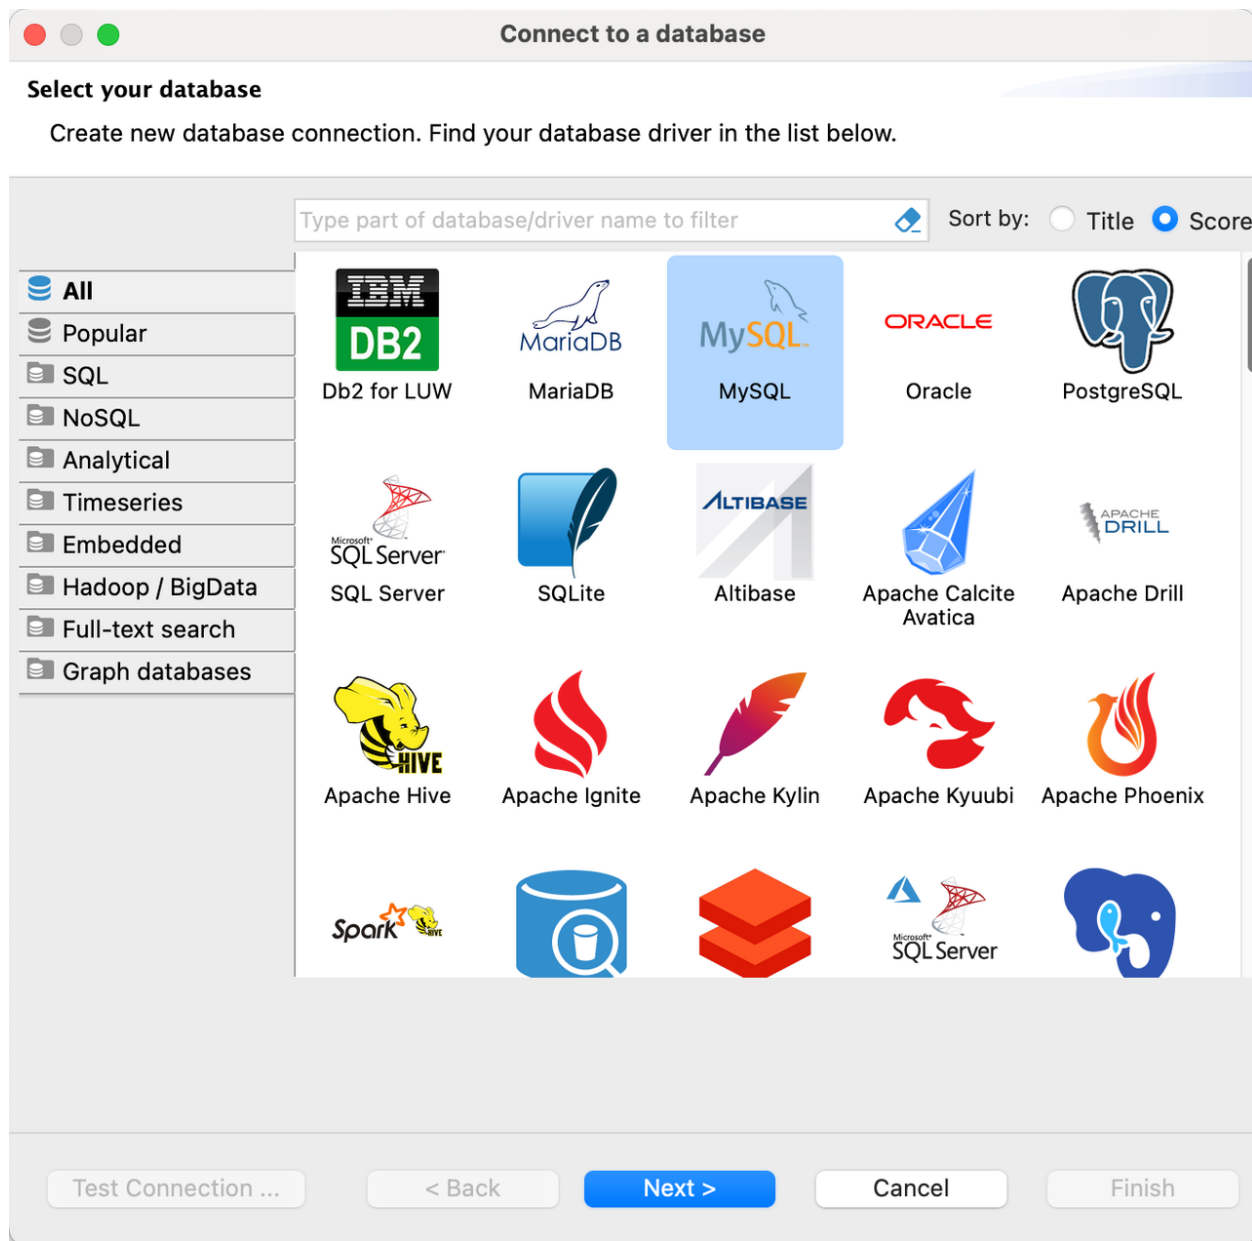 Connect to a database
Select your database
Create new database connection. Find your database driver in the list below.
Type part of database/driver name to filter
Sort by:
Title
Score
All
Popular
SQL
NoSQL
Analytical
Timeseries
Embedded
Hadoop / BigData
Full-text search
Graph databases
IBM
DB2
Db2 for LUW
MariaDB
MariaDB
MySQL
MySQL
ORACLE
Oracle
PostgreSQL
Microsoft
SQL Server
SQL Server
SQLite
ALTIBASE
Altibase
Apache Calcite
Avatica
APACHE
DRILL
Apache Drill
HIVE
Apache Hive
Apache Ignite
Apache Kylin
Apache Kyuubi
Apache Phoenix
Spark
HIVE
Microsoft
SQL Server
Test Connection ...
< Back
Next >
Cancel
Finish